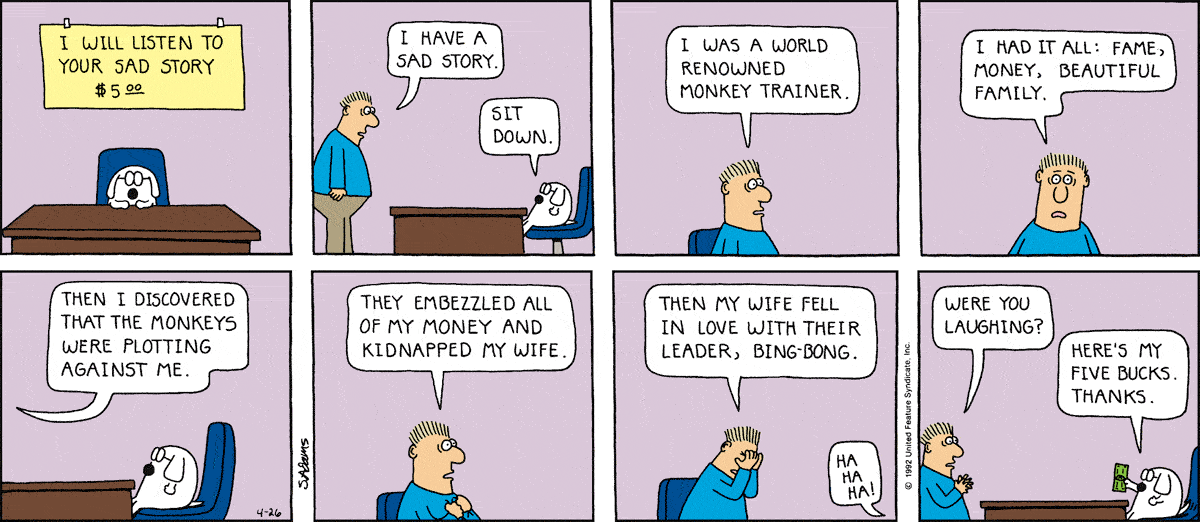 I WILL LISTEN TO
YOUR SAD STORY
$5 00
I HAVE A
SAD STORY.
SIT
DOWN.
I WAS A WORLD
RENOWNED
MONKEY TRAINER.
I HAD IT ALL: FAME,
MONEY, BEAUTIFUL
FAMILY.
THEN I DISCOVERED
THAT THE MONKEYS
WERE PLOTTING
AGAINST ME.
4-26
S.Adams
THEY EMBEZZLED ALL
OF MY MONEY AND
KIDNAPPED MY WIFE.
THEN MY WIFE FELL
IN LOVE WITH THEIR
LEADER, BING-BONG.
HA
HA
HA!
© 1992 United Feature Syndicate, Inc.
WERE YOU
LAUGHING?
HERE'S MY
FIVE BUCKS.
THANKS.